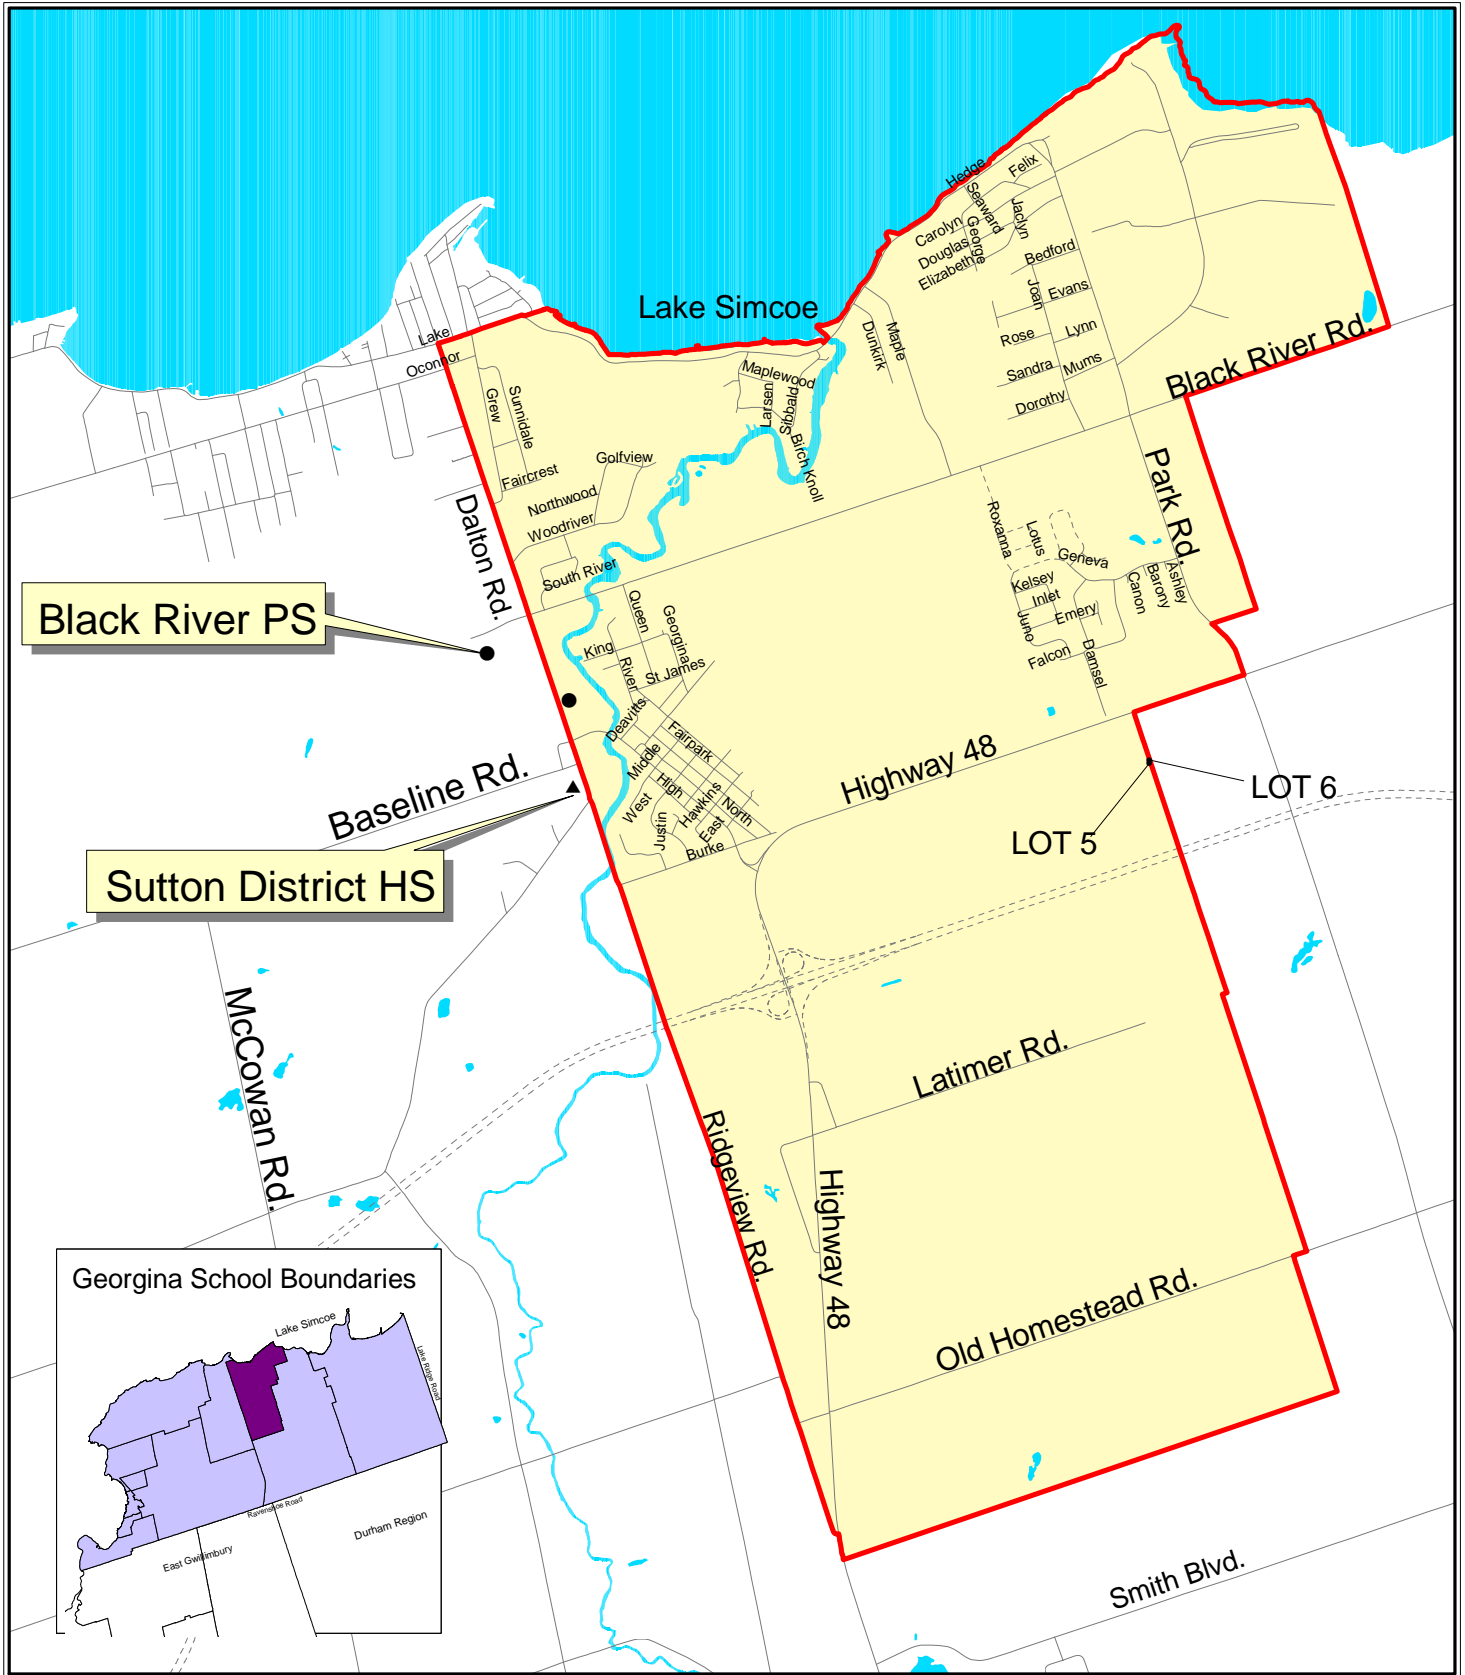 Lake Simcoe
Hedge
Felix
Seaward
Carolyn
George
Jaclyn
Douglas
Elizabeth
Bedford
Joan
Evans
Rose
Lynn
Sandra
Mums
Dorothy
Black River Rd.
Lake
Oconnor
Maple
Dunkirk
Maplewood
Larsen
Sibbald
Birch Knoll
Grew
Sunnidale
Faircrest
Golfview
Northwood
Woodriver
South River
Dalton Rd.
Park Rd.
Roxanna
Lotus
Geneva
Kelsey
Inlet
Juno
Emery
Falcon
Damsel
Canon
Barony
Ashley
Black River PS
Queen
Georgina
King
River
St James
Deavitts
Fairpark
Middle
High
West
Hawkins
North
Justin
East
Burke
Highway 48
LOT 6
LOT 5
Baseline Rd.
Sutton District HS
McCowan Rd.
Latimer Rd.
Ridgeview Rd.
Highway 48
Old Homestead Rd.
Smith Blvd.
Georgina School Boundaries
Lake Simcoe
Lake Ridge Road
Ravenshoe Road
Durham Region
East Gwillimbury